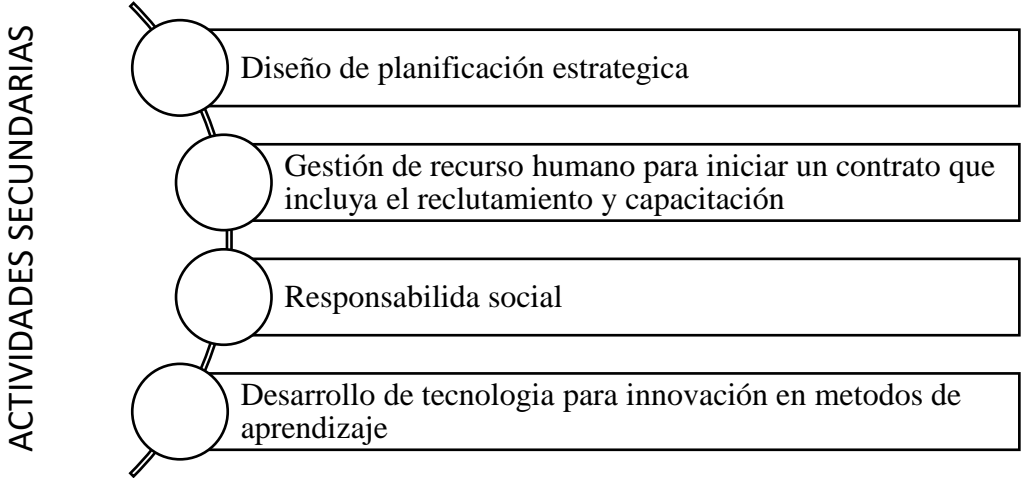 ACTIVIDADES SECUNDARIAS
Diseño de planificación estrategica
Gestión de recurso humano para iniciar un contrato que
incluya el reclutamiento y capacitación
Responsabilida social
Desarrollo de tecnologia para innovación en metodos de
aprendizaje